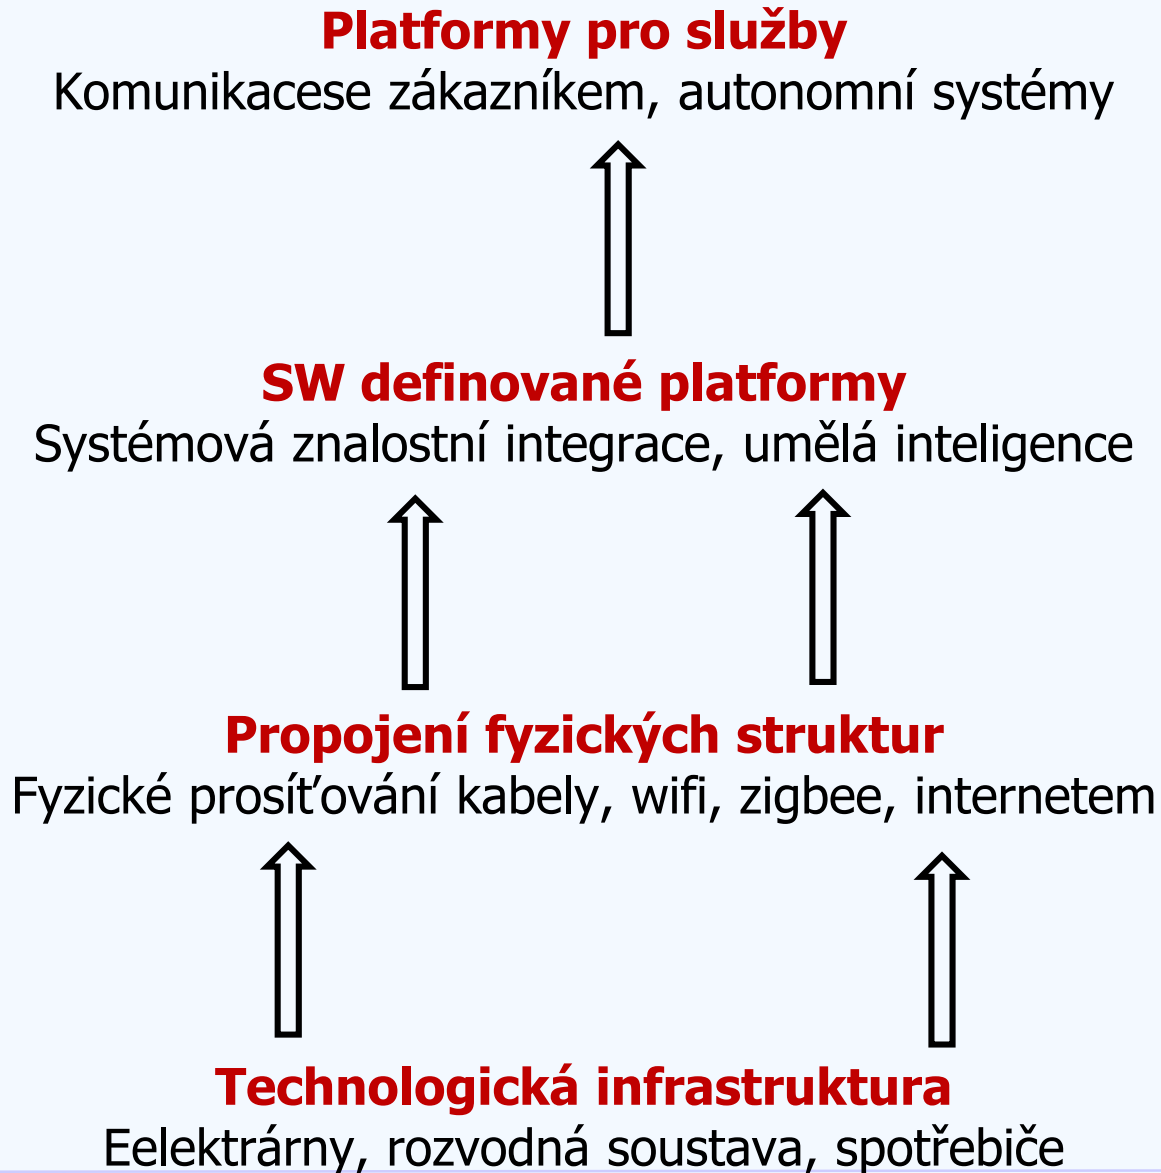 Platformy pro služby
Komunikacese zákazníkem, autonomní systémy
SW definované platformy
Systémová znalostní integrace, umělá inteligence
Propojení fyzických struktur
Fyzické prosíťování kabely, wifi, zigbee, internetem
Technologická infrastruktura
Eelektrárny, rozvodná soustava, spotřebiče